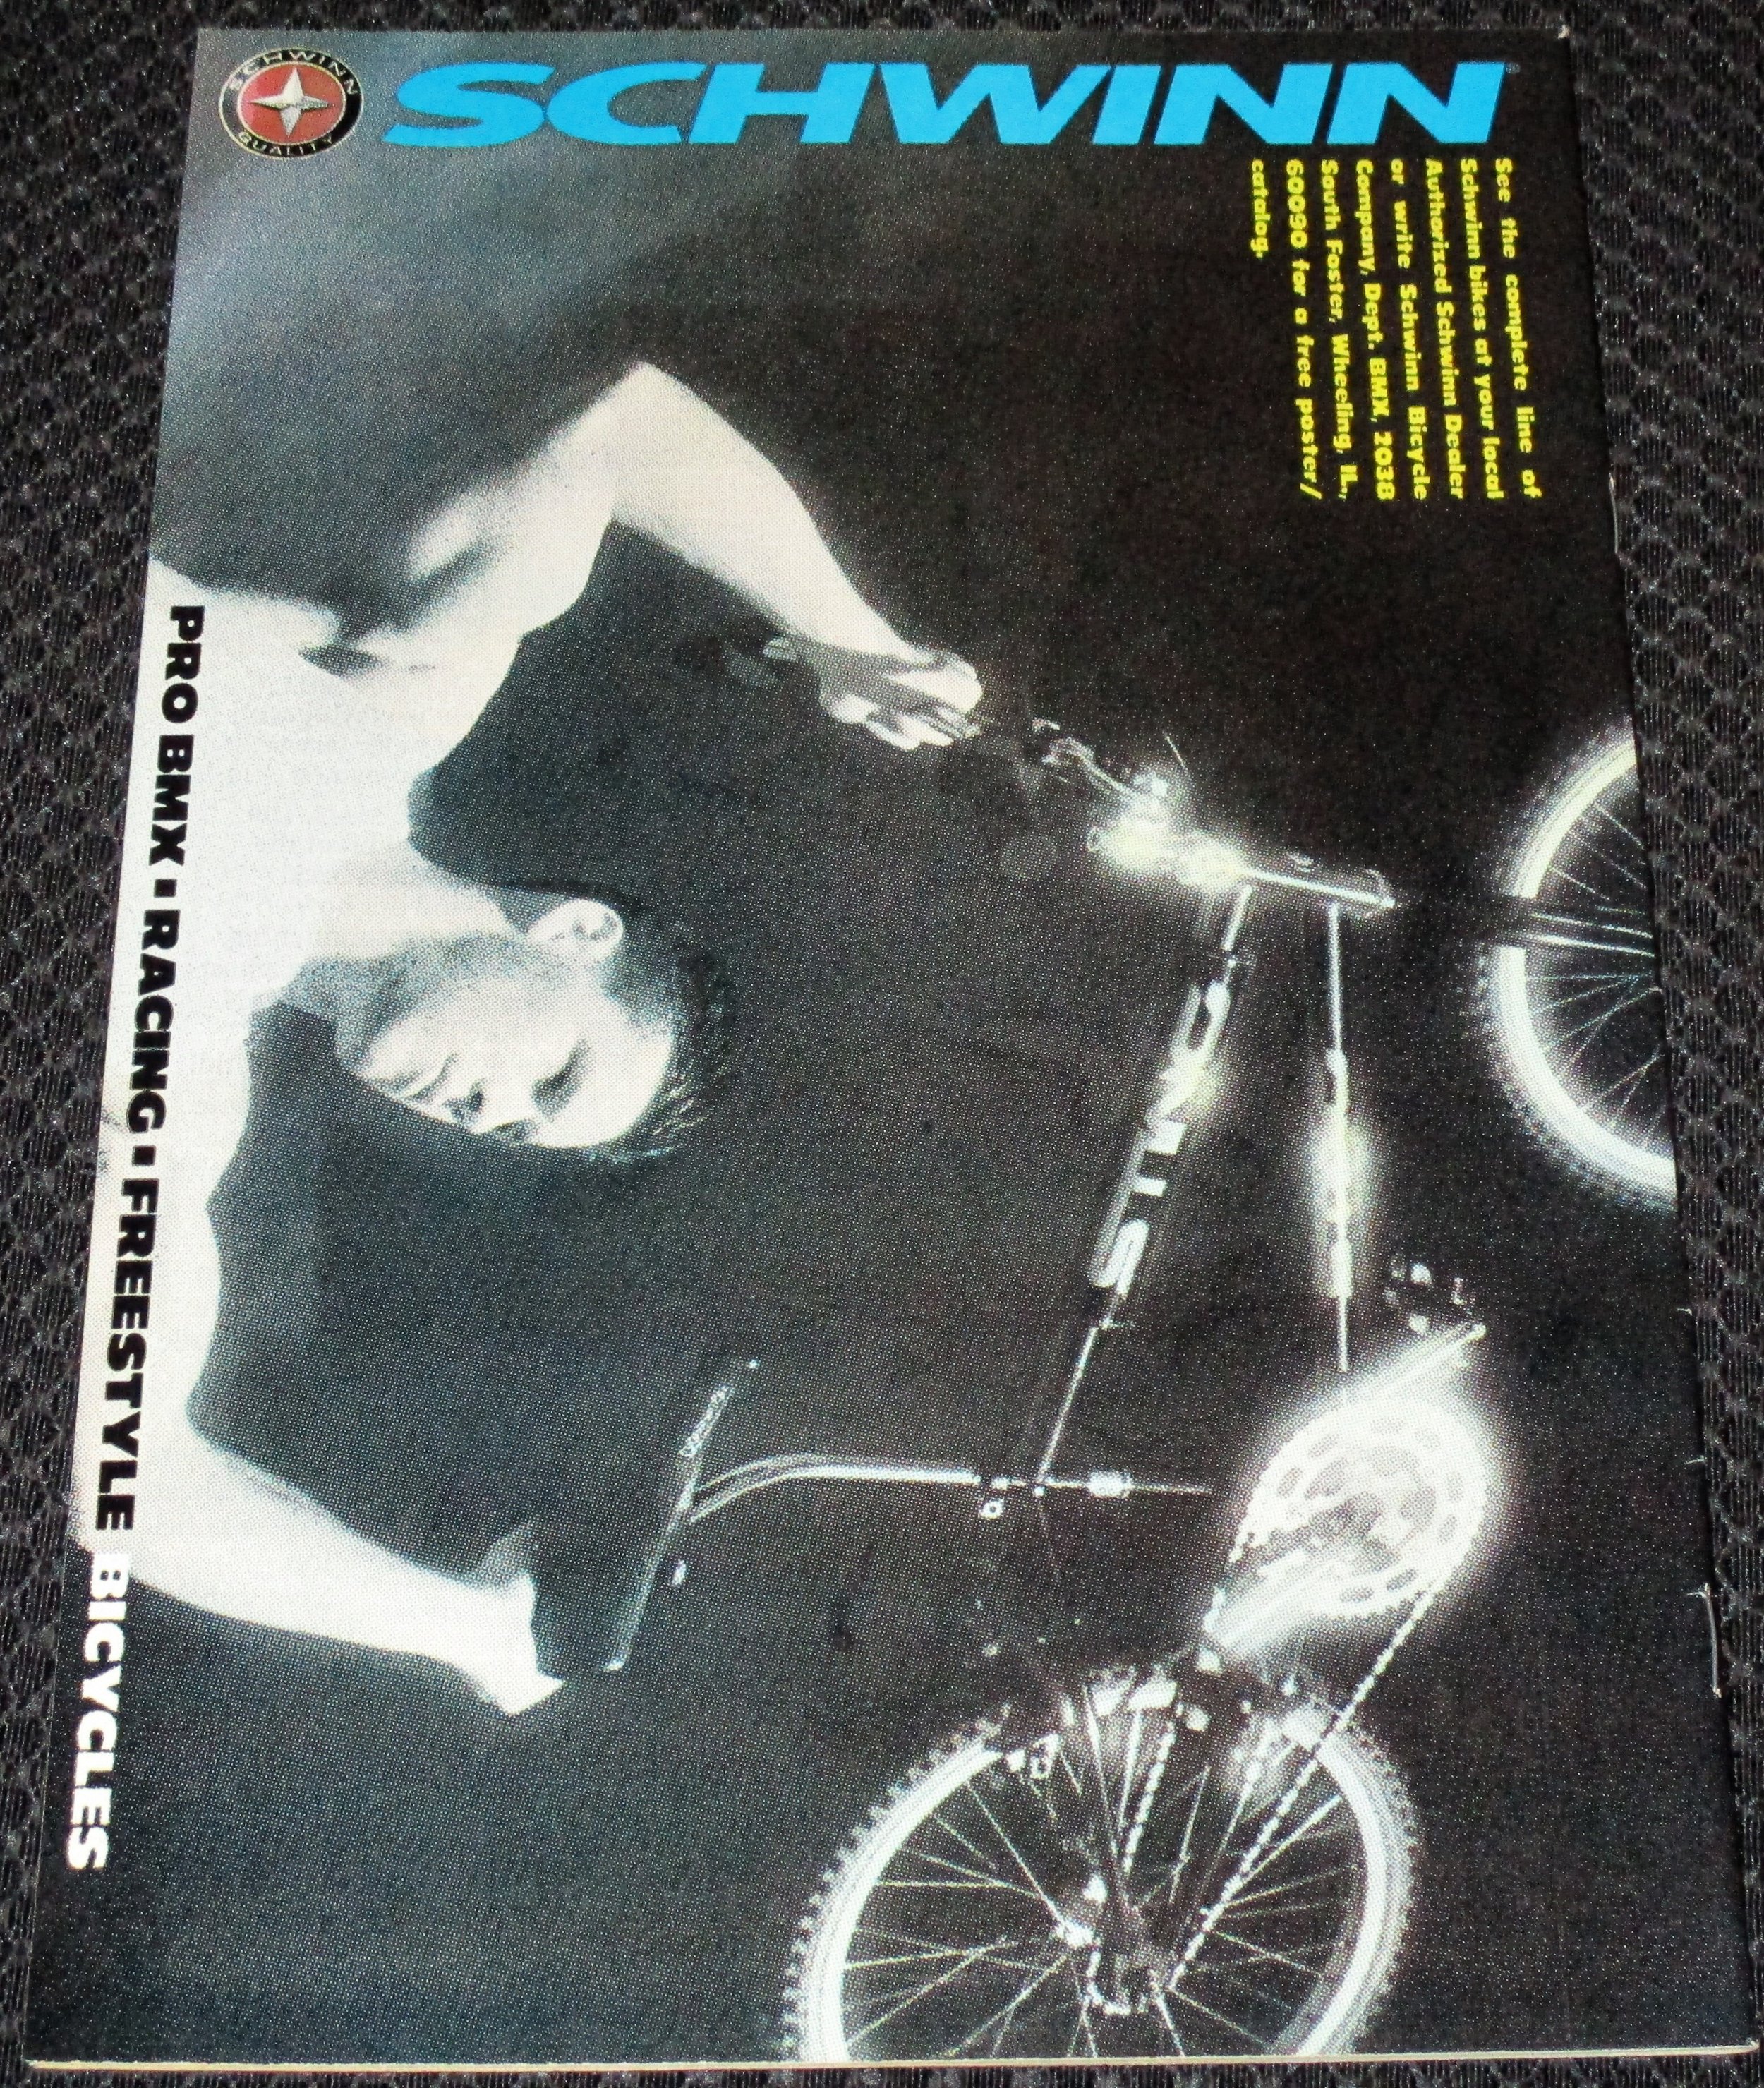 SCHWINN
QUALITY
SCHWINN®
See the complete line of
Schwinn bikes at your local
Authorized Schwinn Dealer
or write Schwinn Bicycle
Company, Dept. BMX, 2038
South Foster, Wheeling, IL.,
60090 for a free poster/
catalog.
PRO BMX ▪ RACING ▪ FREESTYLE BICYCLES